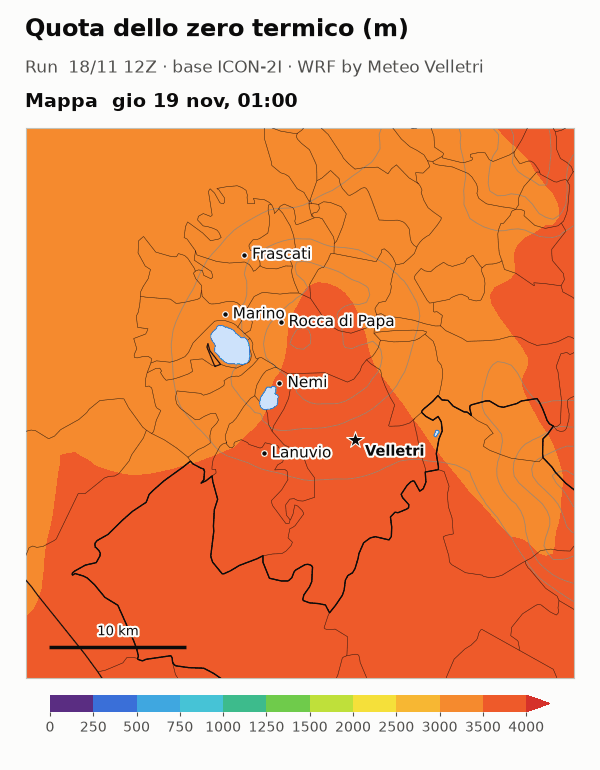 Quota dello zero termico (m)
Run  18/11 12Z · base ICON-2I · WRF by Meteo Velletri
Mappa  gio 19 nov, 01:00
Frascati
Marino
Rocca di Papa
Nemi
Velletri
Lanuvio
10 km
0 250 500 750 1000 1250 1500 2000 2500 3000 3500 4000